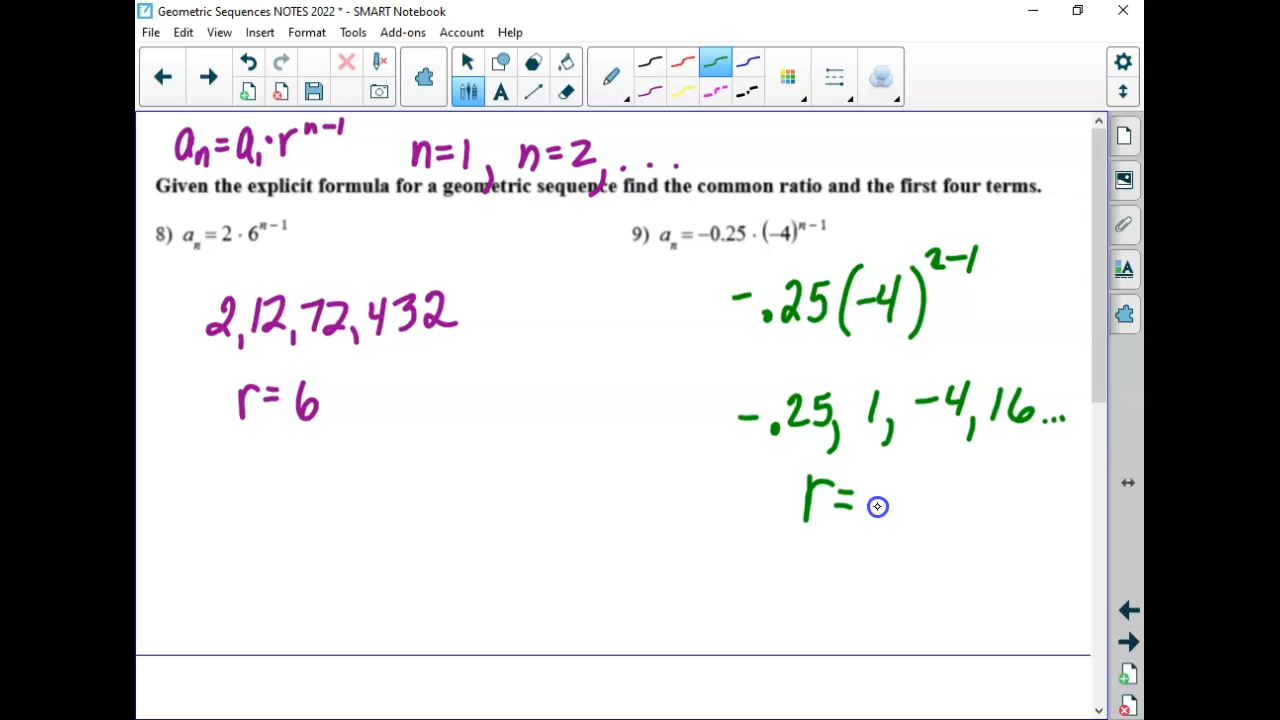 Geometric Sequences NOTES 2022 * - SMART Notebook
File Edit View Insert Format Tools Add-ons Account Help
aₙ = a₁ · r^(n-1) n=1, n=2, . . .
Given the explicit formula for a geometric sequence find the common ratio and the first four terms.
8) aₙ = 2 · 6^(n-1) 9) aₙ = -0.25 · (-4)^(n-1)
-.25(-4)^(2-1)
2, 12, 72, 432
-.25, 1, -4, 16...
r = 6
r =